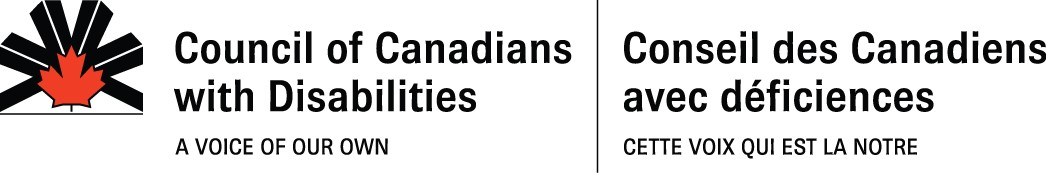 Council of Canadians
with Disabilities
A VOICE OF OUR OWN
Conseil des Canadiens
avec déficiences
CETTE VOIX QUI EST LA NOTRE